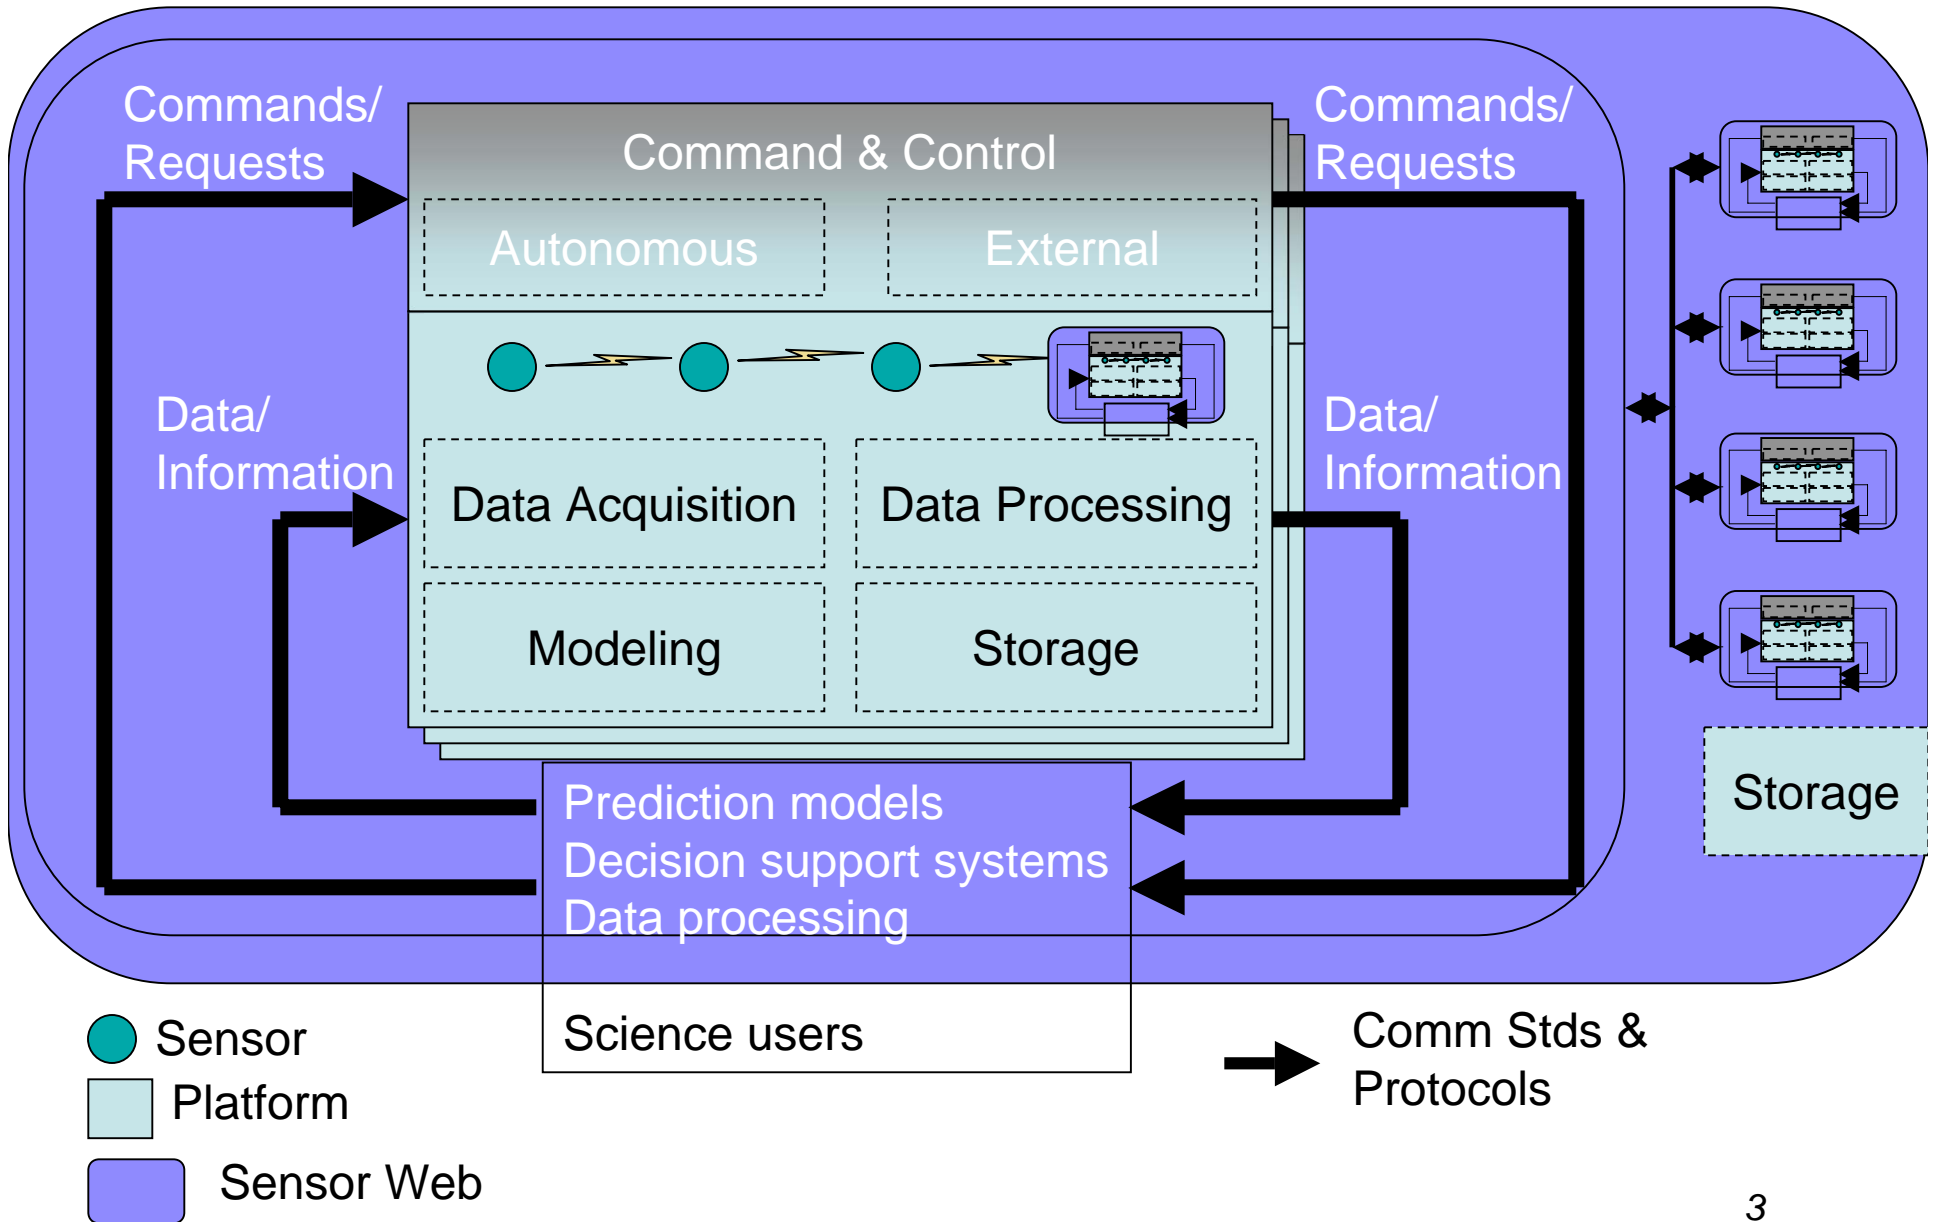 Commands/
Requests
Command & Control
Commands/
Requests
Autonomous
External
Data/
Information
Data/
Information
Data Acquisition
Data Processing
Modeling
Storage
Storage
Prediction models
Decision support systems
Data processing
Science users
Sensor
Platform
Sensor Web
Comm Stds &
Protocols
3